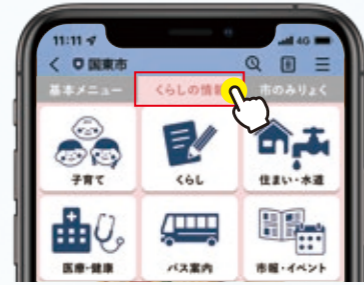 11:11
4G
国東市
基本メニュー
くらしの情報
市のみりょく
子育て
くらし
住まい・水道
医療・健康
バス案内
市報・イベント